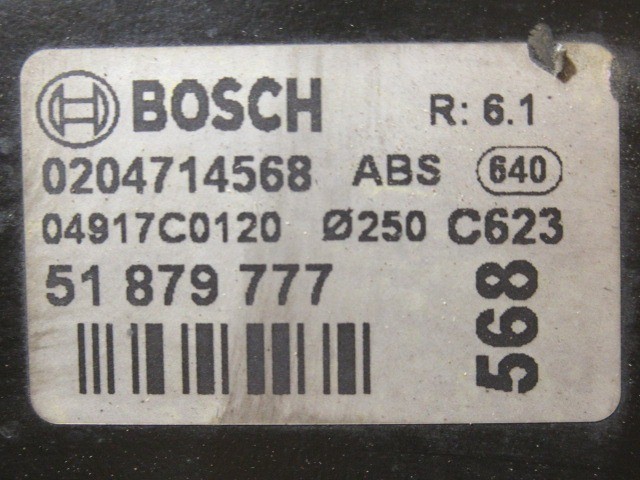 BOSCH R: 6.1
0204714568 ABS 640
04917C0120 Ø250 C623
51 879 777
568